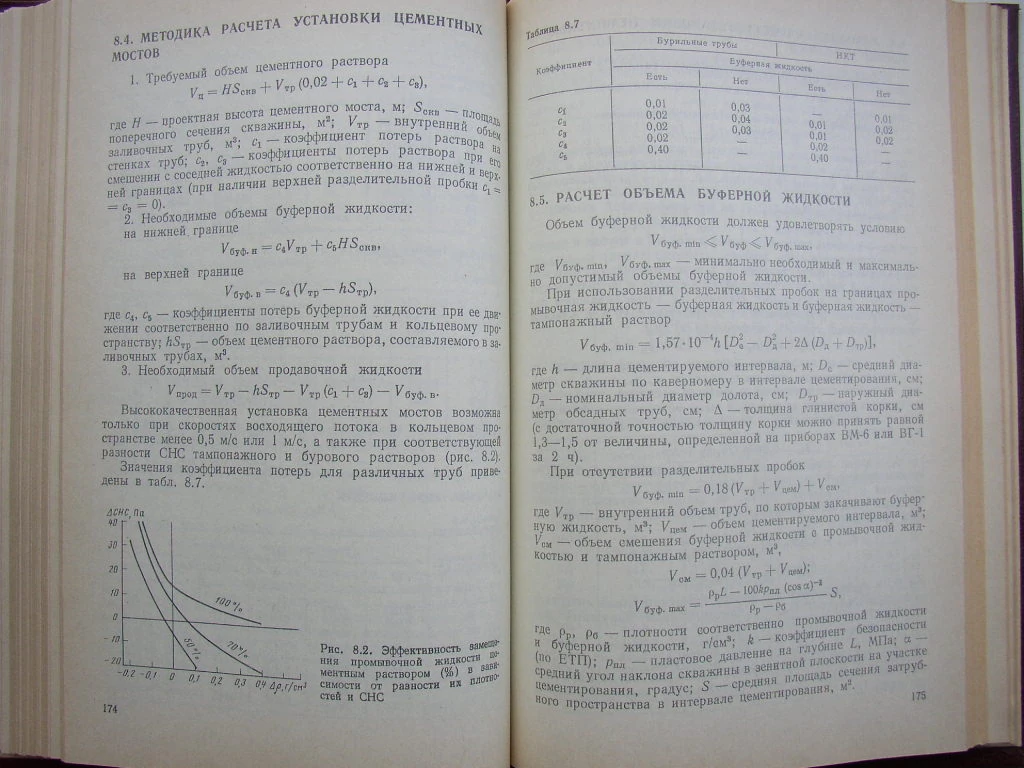 8.4. МЕТОДИКА РАСЧЕТА УСТАНОВКИ ЦЕМЕНТНЫХ
МОСТОВ
1. Требуемый объем цементного раствора
Vц = HSскв + Vтр (0,02 + c₁ + c₂ + c₃),
где H — проектная высота цементного моста, м; Sскв — площадь
поперечного сечения скважины, м²; Vтр — внутренний объем
заливочных труб, м³; c₁ — коэффициент потерь раствора на
стенках труб; c₂, c₃ — коэффициенты потерь раствора при его
смешении с соседней жидкостью соответственно на нижней и верх-
ней границах (при наличии верхней разделительной пробки c₁ =
= c₃ = 0).
2. Необходимые объемы буферной жидкости:
на нижней границе
Vбуф. н = c₄Vтр + c₅HSскв,
на верхней границе
Vбуф. в = c₄ (Vтр — hSтр),
где c₄, c₅ — коэффициенты потерь буферной жидкости при ее дви-
жении соответственно по заливочным трубам и кольцевому про-
странству; hSтр — объем цементного раствора, составляемого в за-
ливочных трубах, м³.
3. Необходимый объем продавочной жидкости
Vпрод = Vтр — hSтр — Vтр (c₁ + c₃) — Vбуф. в.
Высококачественная установка цементных мостов возможна
только при скоростях восходящего потока в кольцевом про-
странстве менее 0,5 м/с или 1 м/с, а также при соответствующей
разности СНС тампонажного и бурового растворов (рис. 8.2).
Значения коэффициента потерь для различных труб приве-
дены в табл. 8.7.
ΔСНС, Па
40
30
20
10
0
-10
-20
100%
70%
50%
-0,2 -0,1 0 0,1 0,2 0,3 0,4 Δρ, г/см³
Рис. 8.2. Эффективность замеще-
ния промывочной жидкости це-
ментным раствором (%) в зави-
симости от разности их плотно-
стей и СНС
174
Таблица 8.7
Коэффициент Бурильные трубы НКТ
Буферная жидкость
Есть Нет Есть Нет
c₁ 0,01 0,03 — 0,01
c₂ 0,02 0,04 0,01 0,02
c₃ 0,02 0,03 0,01 0,02
c₄ 0,02 — 0,02 —
c₅ 0,40 — 0,40 —
8.5. РАСЧЕТ ОБЪЕМА БУФЕРНОЙ ЖИДКОСТИ
Объем буферной жидкости должен удовлетворять условию
Vбуф. min ⩽ Vбуф ⩽ Vбуф. max,
где Vбуф. min, Vбуф. max — минимально необходимый и максималь-
но допустимый объемы буферной жидкости.
При использовании разделительных пробок на границах про-
мывочная жидкость — буферная жидкость и буферная жидкость —
тампонажный раствор
Vбуф. min = 1,57·10⁻⁴h [D²с — D²д + 2Δ (Dд + Dтр)],
где h — длина цементируемого интервала, м; Dс — средний диа-
метр скважины по каверномеру в интервале цементирования, см;
Dд — номинальный диаметр долота, см; Dтр — наружный диа-
метр обсадных труб, см; Δ — толщина глинистой корки, см
(с достаточной точностью толщину корки можно принять равной
1,3—1,5 от величины, определенной на приборах ВМ-6 или ВГ-1
за 2 ч).
При отсутствии разделительных пробок
Vбуф. min = 0,18 (Vтр + Vцем) + Vсм,
где Vтр — внутренний объем труб, по которым закачивают буфер-
ную жидкость, м³; Vцем — объем цементируемого интервала, м³;
Vсм — объем смешения буферной жидкости с промывочной жид-
костью и тампонажным раствором, м³,
Vсм = 0,04 (Vтр + Vцем);
Vбуф. max = (ρрL — 100kρпл (cos α)⁻²) / (ρр — ρб) S,
где ρр, ρб — плотности соответственно промывочной жидкости
и буферной жидкости, г/см³; k — коэффициент безопасности
(по ЕТП); ρпл — пластовое давление на глубине L, МПа; α —
средний угол наклона скважины в зенитной плоскости на участке
цементирования, градус; S — средняя площадь сечения затруб-
ного пространства в интервале цементирования, м².
175